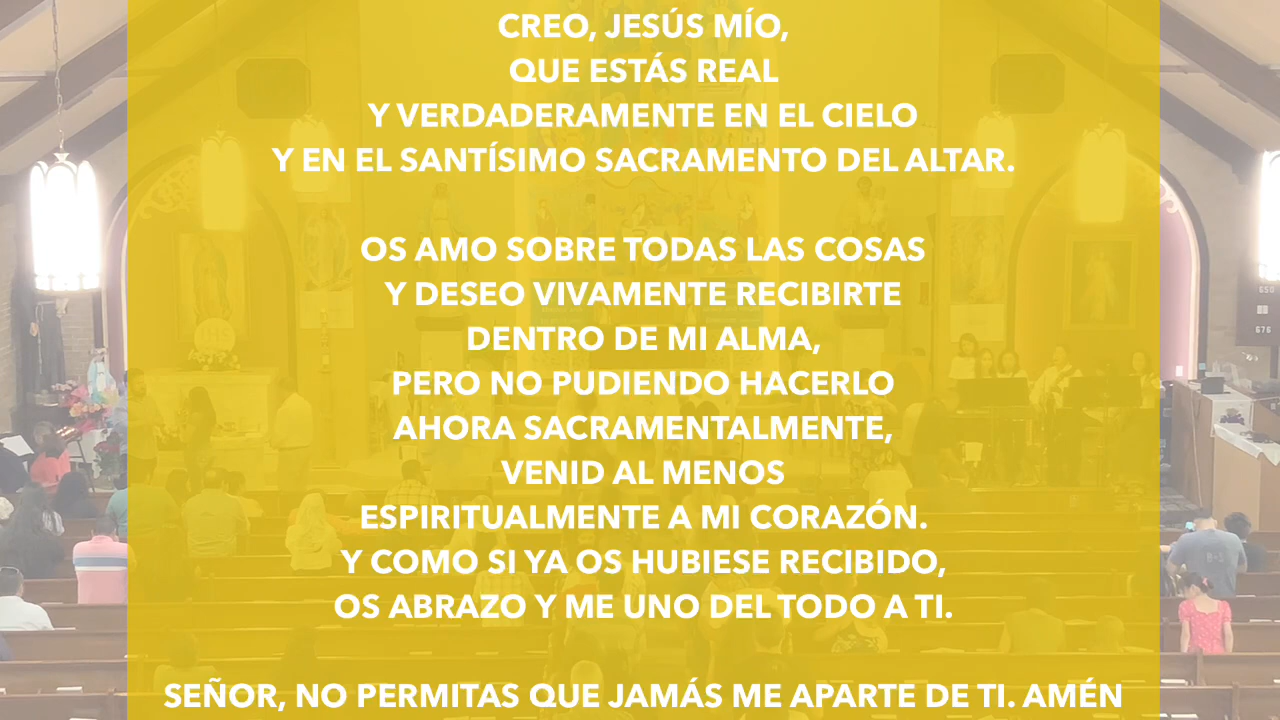 CREO, JESÚS MÍO,
QUE ESTÁS REAL
Y VERDADERAMENTE EN EL CIELO
Y EN EL SANTÍSIMO SACRAMENTO DEL ALTAR.
OS AMO SOBRE TODAS LAS COSAS
Y DESEO VIVAMENTE RECIBIRTE
DENTRO DE MI ALMA,
PERO NO PUDIENDO HACERLO
AHORA SACRAMENTALMENTE,
VENID AL MENOS
ESPIRITUALMENTE A MI CORAZÓN.
Y COMO SI YA OS HUBIESE RECIBIDO,
OS ABRAZO Y ME UNO DEL TODO A TI.
SEÑOR, NO PERMITAS QUE JAMÁS ME APARTE DE TI. AMÉN
650
676